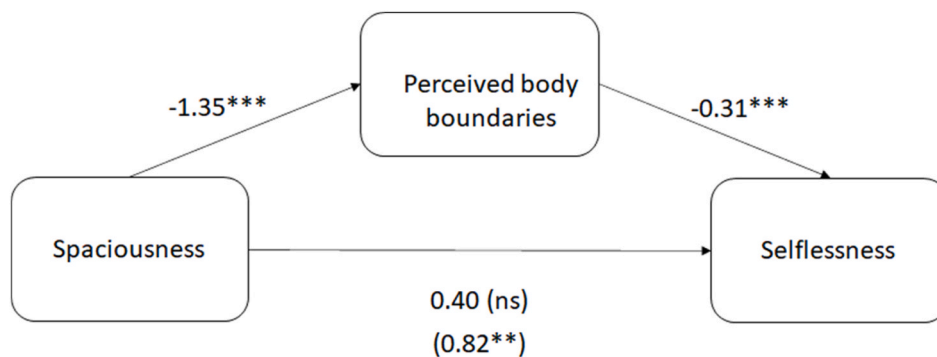 Perceived body
boundaries
-1.35***
-0.31***
Spaciousness
Selflessness
0.40 (ns)
(0.82**)